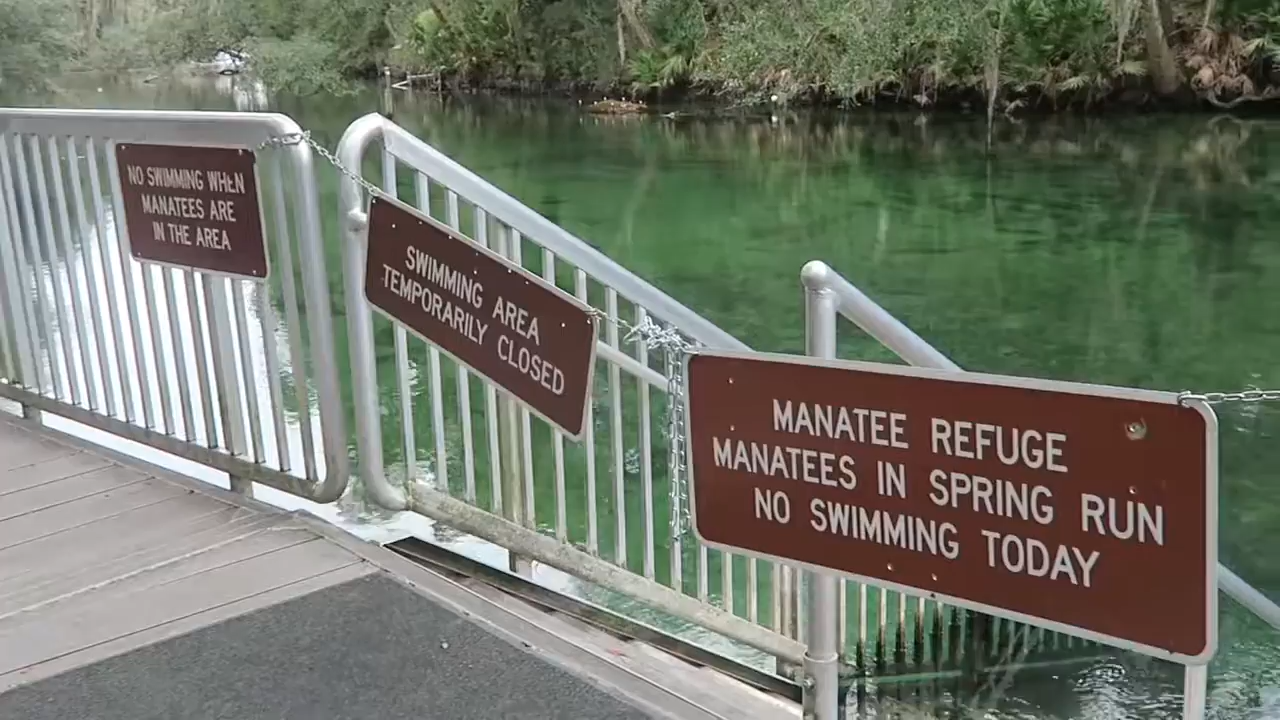 NO SWIMMING WHEN
MANATEES ARE
IN THE AREA
SWIMMING AREA
TEMPORARILY CLOSED
MANATEE REFUGE
MANATEES IN SPRING RUN
NO SWIMMING TODAY